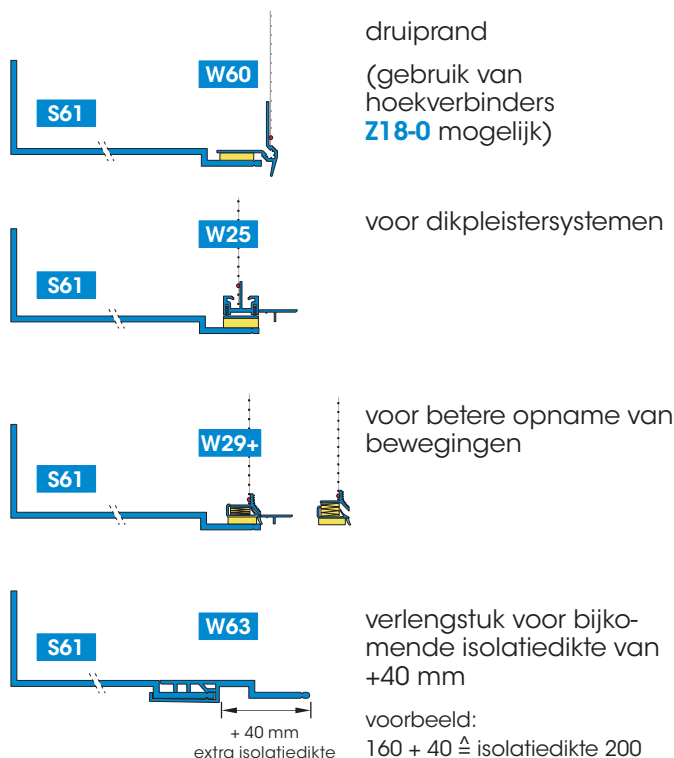 druiprand
(gebruik van
hoekverbinders
Z18-0 mogelijk)
W60
S61
voor dikpleistersystemen
W25
S61
voor betere opname van
bewegingen
W29+
S61
verlengstuk voor bijko-
mende isolatiedikte van
+40 mm
W63
S61
+ 40 mm
extra isolatiedikte
voorbeeld:
160 + 40 ≙ isolatiedikte 200